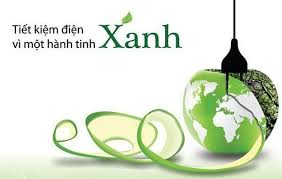 Tiết kiệm điện
vì một hành tinh
Xanh